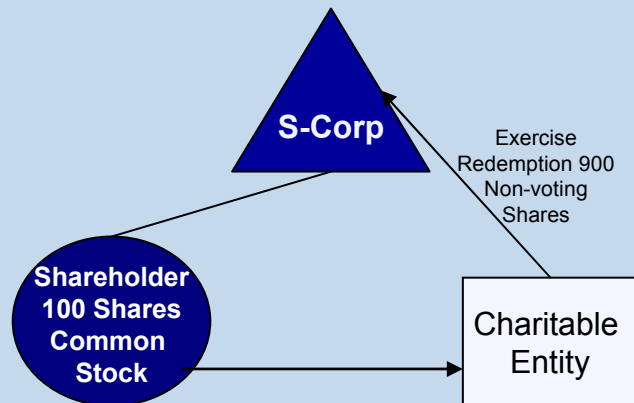 S-Corp
Exercise
Redemption 900
Non-voting
Shares
Shareholder
100 Shares
Common
Stock
Charitable
Entity